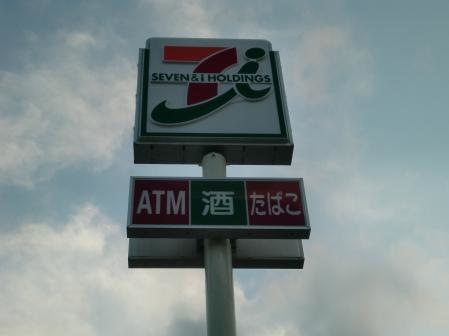 SEVEN & i HOLDINGS
ATM 酒 たばこ